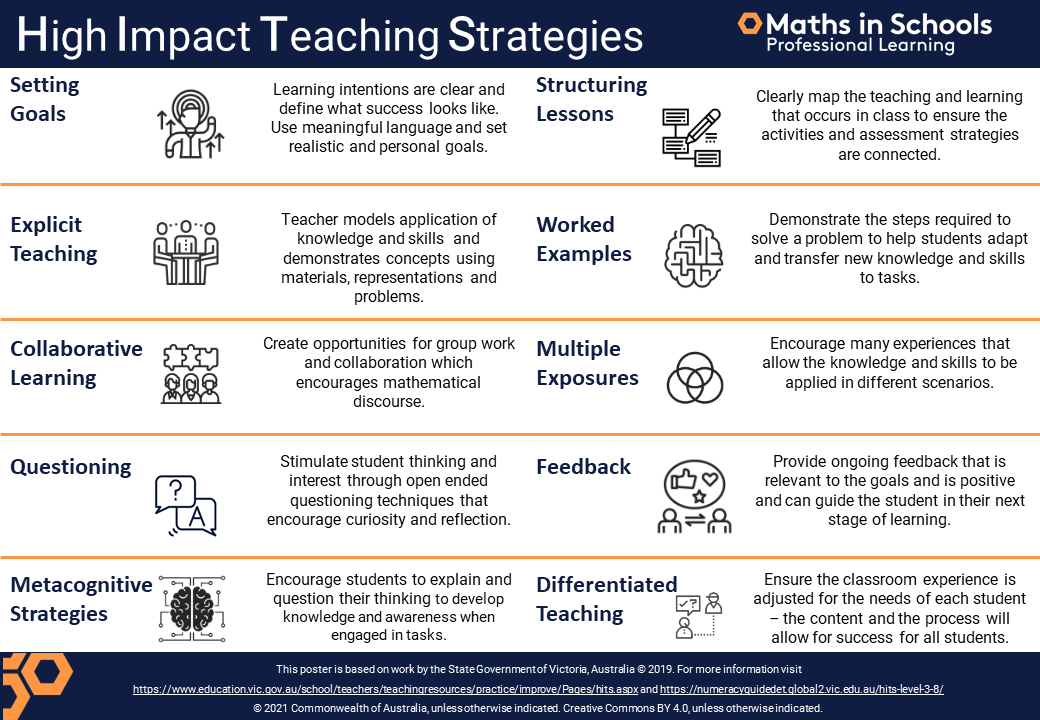 High Impact Teaching Strategies
Maths in Schools
Professional Learning
Setting
Goals
Learning intentions are clear and
define what success looks like.
Use meaningful language and set
realistic and personal goals.
Structuring
Lessons
Clearly map the teaching and learning
that occurs in class to ensure the
activities and assessment strategies
are connected.
Explicit
Teaching
Teacher models application of
knowledge and skills and
demonstrates concepts using
materials, representations and
problems.
Worked
Examples
Demonstrate the steps required to
solve a problem to help students adapt
and transfer new knowledge and skills
to tasks.
Collaborative
Learning
Create opportunities for group work
and collaboration which
encourages mathematical
discourse.
Multiple
Exposures
Encourage many experiences that
allow the knowledge and skills to be
applied in different scenarios.
Questioning
?
A
Stimulate student thinking and
interest through open ended
questioning techniques that
encourage curiosity and reflection.
Feedback
Provide ongoing feedback that is
relevant to the goals and is positive
and can guide the student in their next
stage of learning.
Metacognitive
Strategies
Encourage students to explain and
question their thinking to develop
knowledge and awareness when
engaged in tasks.
Differentiated
Teaching
?
Ensure the classroom experience is
adjusted for the needs of each student
– the content and the process will
allow for success for all students.
This poster is based on work by the State Government of Victoria, Australia © 2019. For more information visit
https://www.education.vic.gov.au/school/teachers/teachingresources/practice/improve/Pages/hits.aspx and https://numeracyguidedet.global2.vic.edu.au/hits-level-3-8/
© 2021 Commonwealth of Australia, unless otherwise indicated. Creative Commons BY 4.0, unless otherwise indicated.